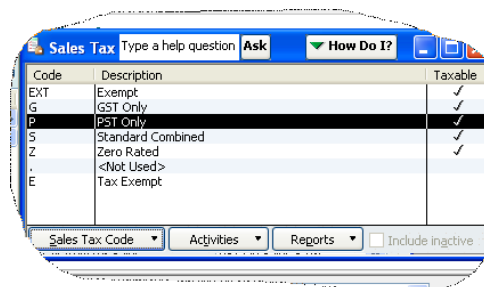 Sales Tax Type a help question Ask How Do I?
Code Description Taxable
EXT Exempt ✓
G GST Only ✓
P PST Only ✓
S Standard Combined ✓
Z Zero Rated ✓
. <Not Used>
E Tax Exempt
Sales Tax Code Activities Reports Include inactive